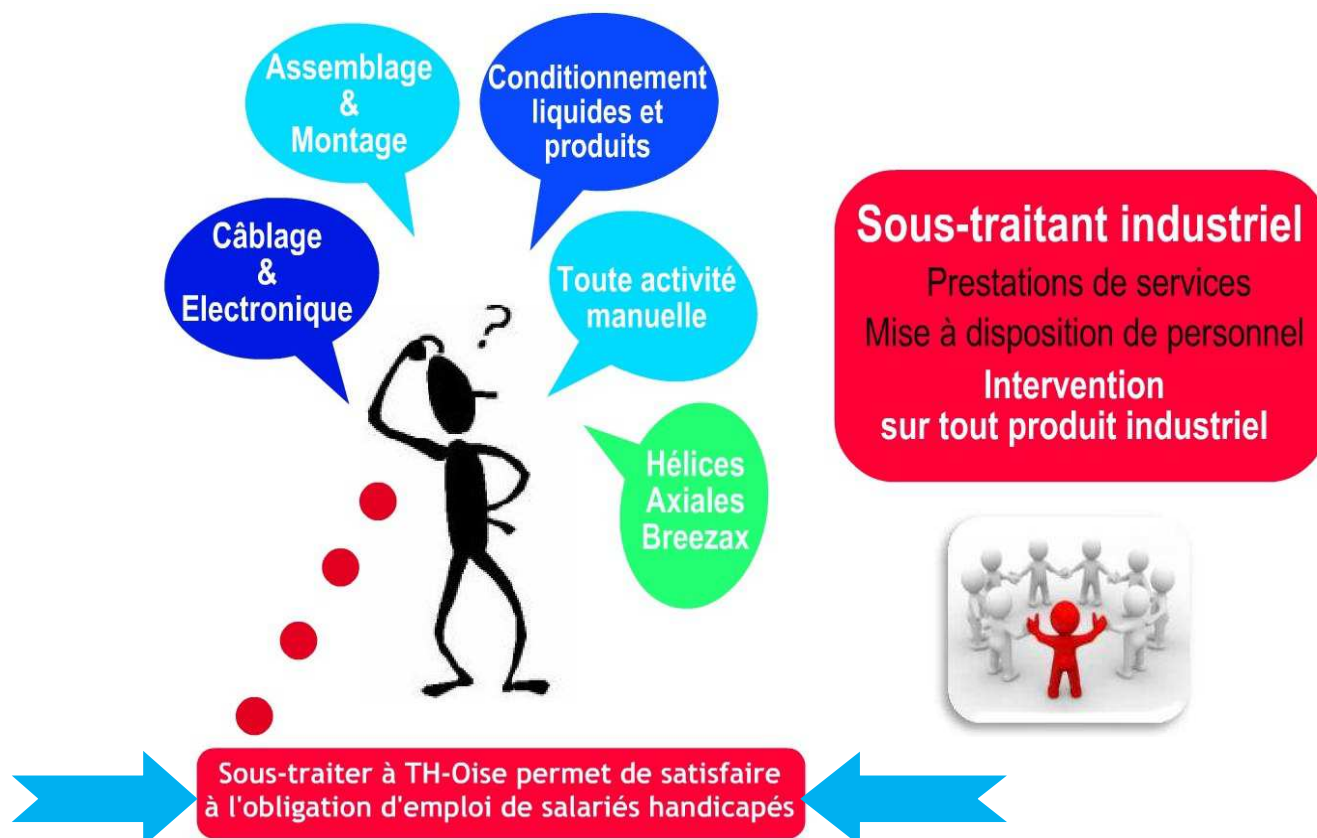 Assemblage
&
Montage
Conditionnement
liquides et
produits
Câblage
&
Electronique
Toute activité
manuelle
?
Hélices
Axiales
Breezax
Sous-traitant industriel
Prestations de services
Mise à disposition de personnel
Intervention
sur tout produit industriel
Sous-traiter à TH-Oise permet de satisfaire
à l'obligation d'emploi de salariés handicapés